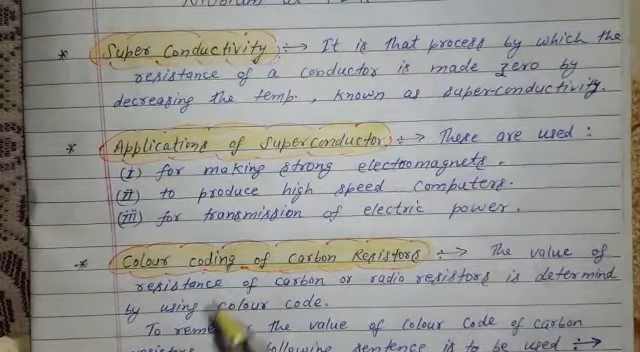 * Super Conductivity :-> It is that process by which the
resistance of a conductor is made zero by
decreasing the temp., known as super-conductivity.
* Applications of Superconductor :-> These are used :
(i) for making strong electromagnets.
(ii) to produce high speed computers.
(iii) for transmission of electric power.
* Colour coding of Carbon Resistors :-> The value of
resistance of carbon or radio resistors is determind
by using colour code.
To the value of colour code of carbon
following sentence is to be used :->